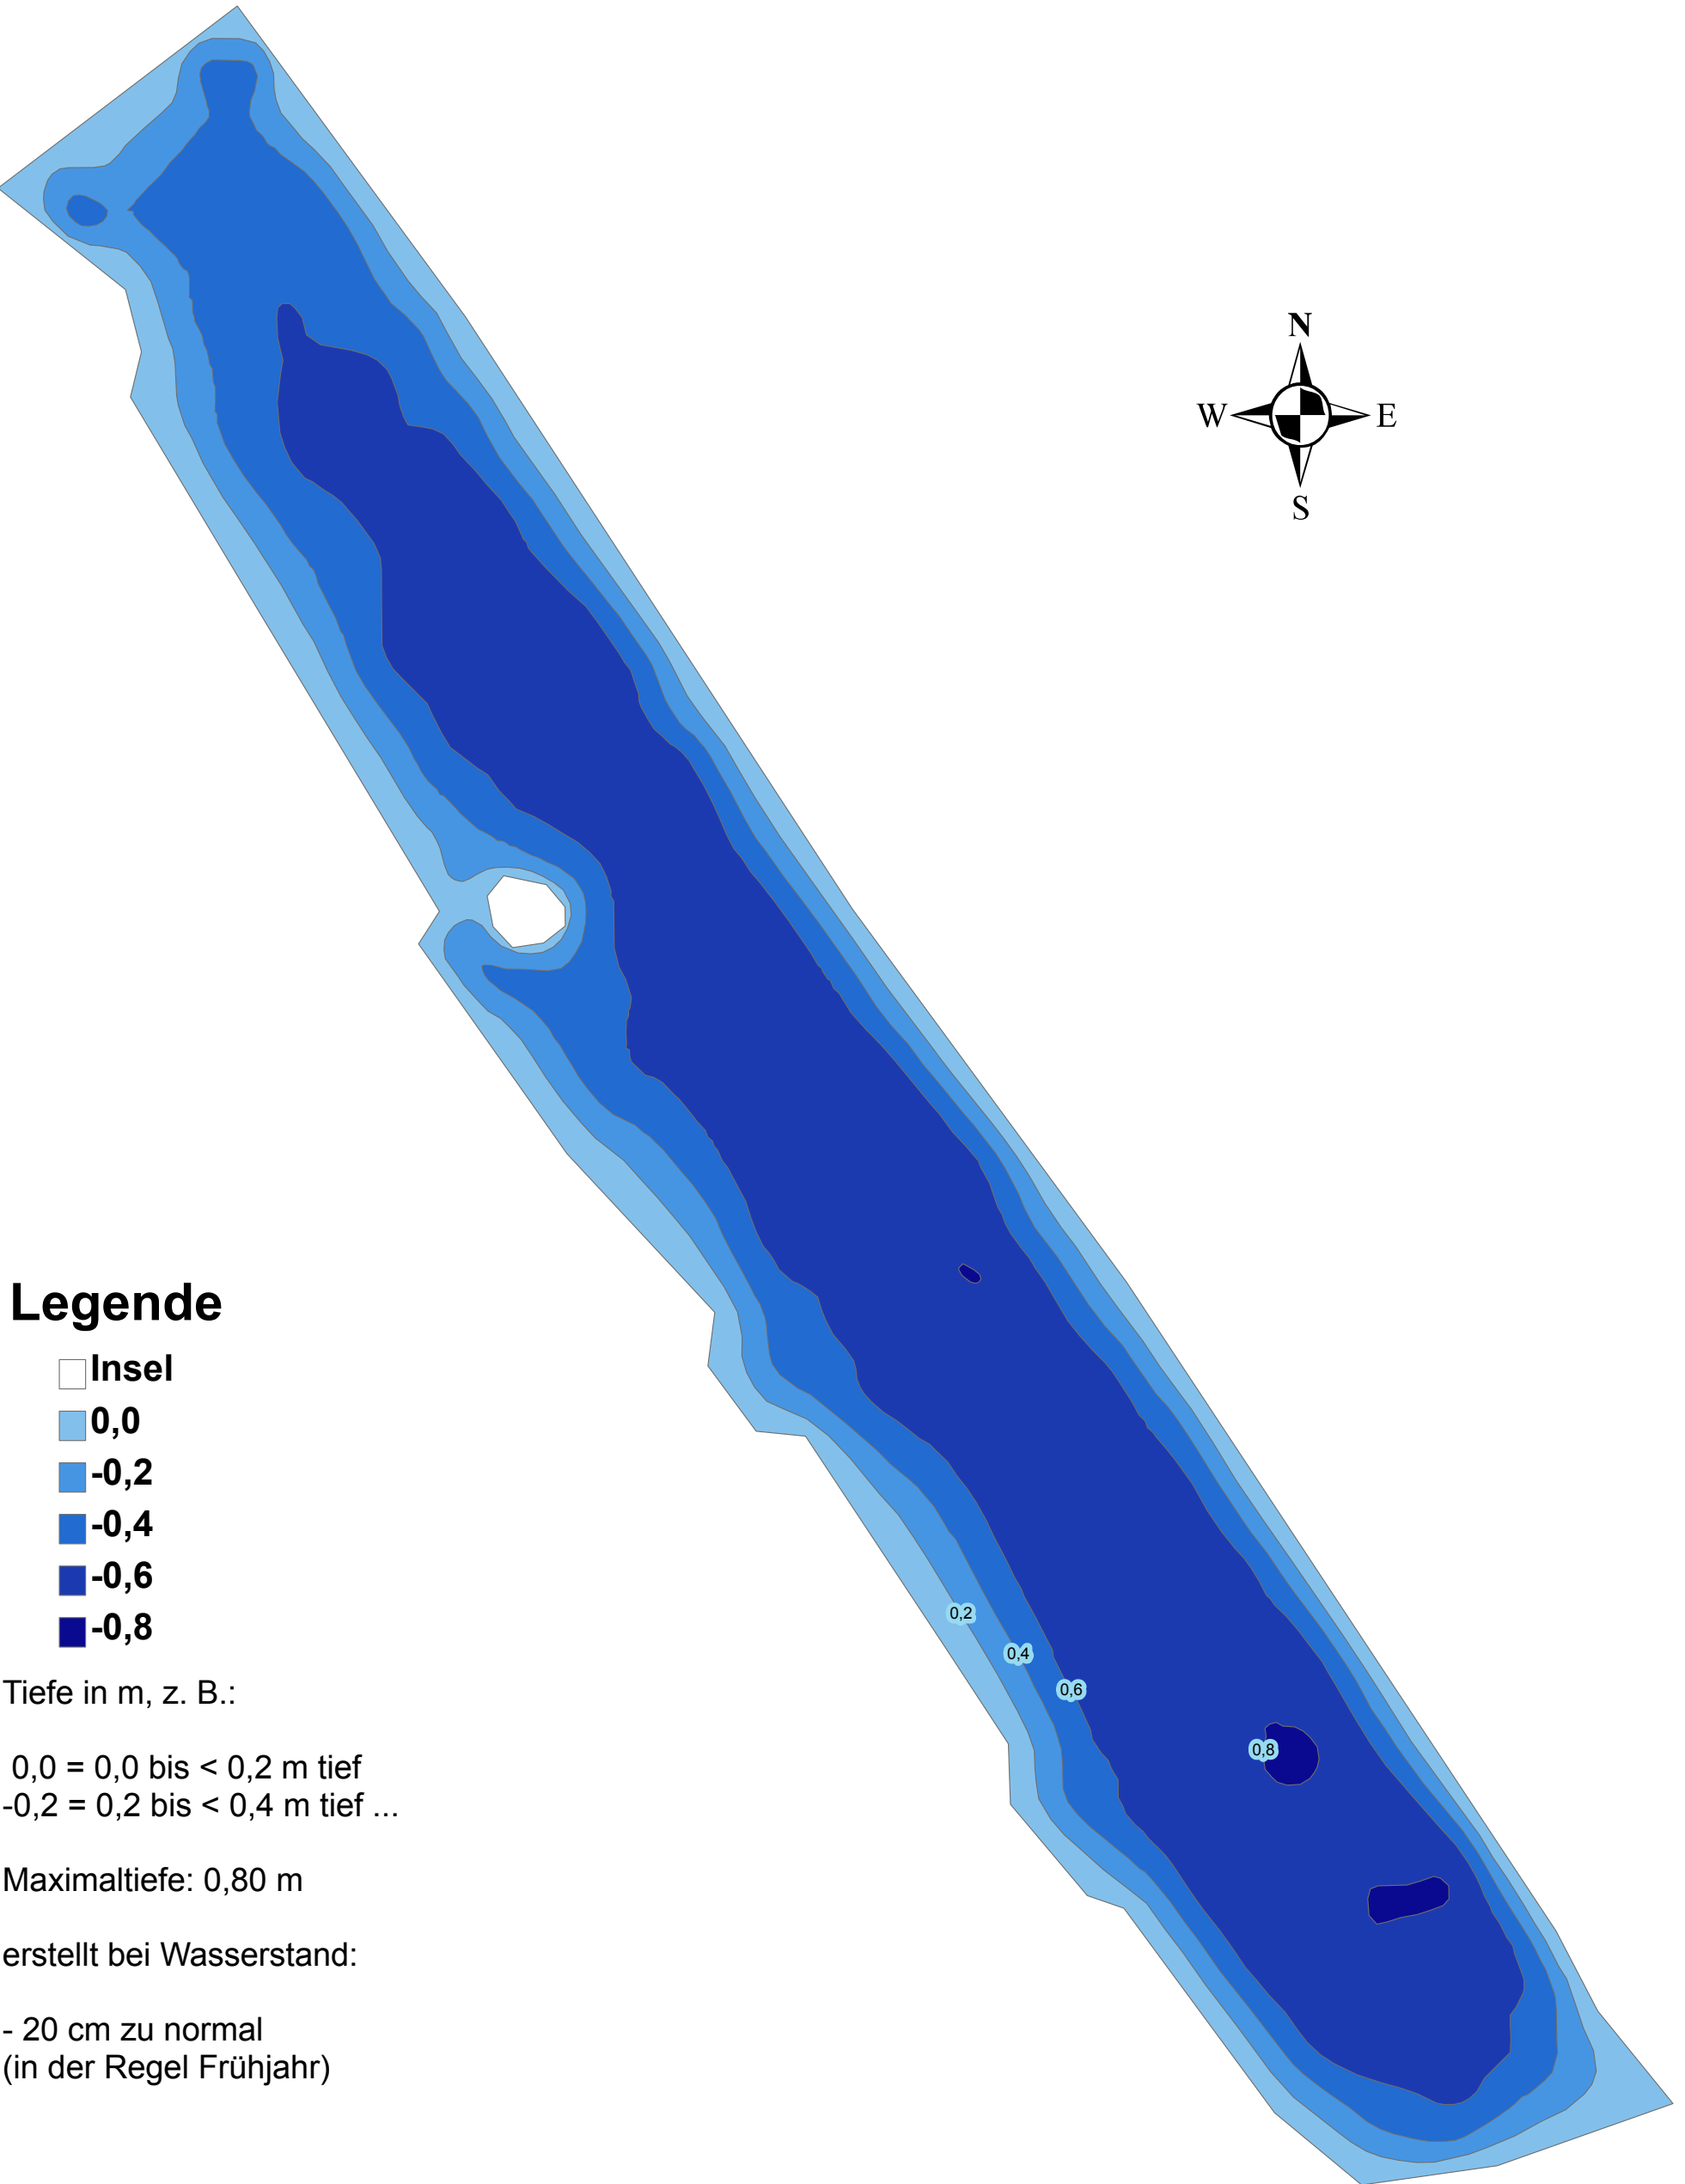 N
W
E
S
Legende
Insel
0,0
-0,2
-0,4
-0,6
-0,8
0,2
0,4
0,6
0,8
Tiefe in m, z. B.:
0,0 = 0,0 bis < 0,2 m tief
-0,2 = 0,2 bis < 0,4 m tief ...
Maximaltiefe: 0,80 m
erstellt bei Wasserstand:
- 20 cm zu normal
(in der Regel Frühjahr)